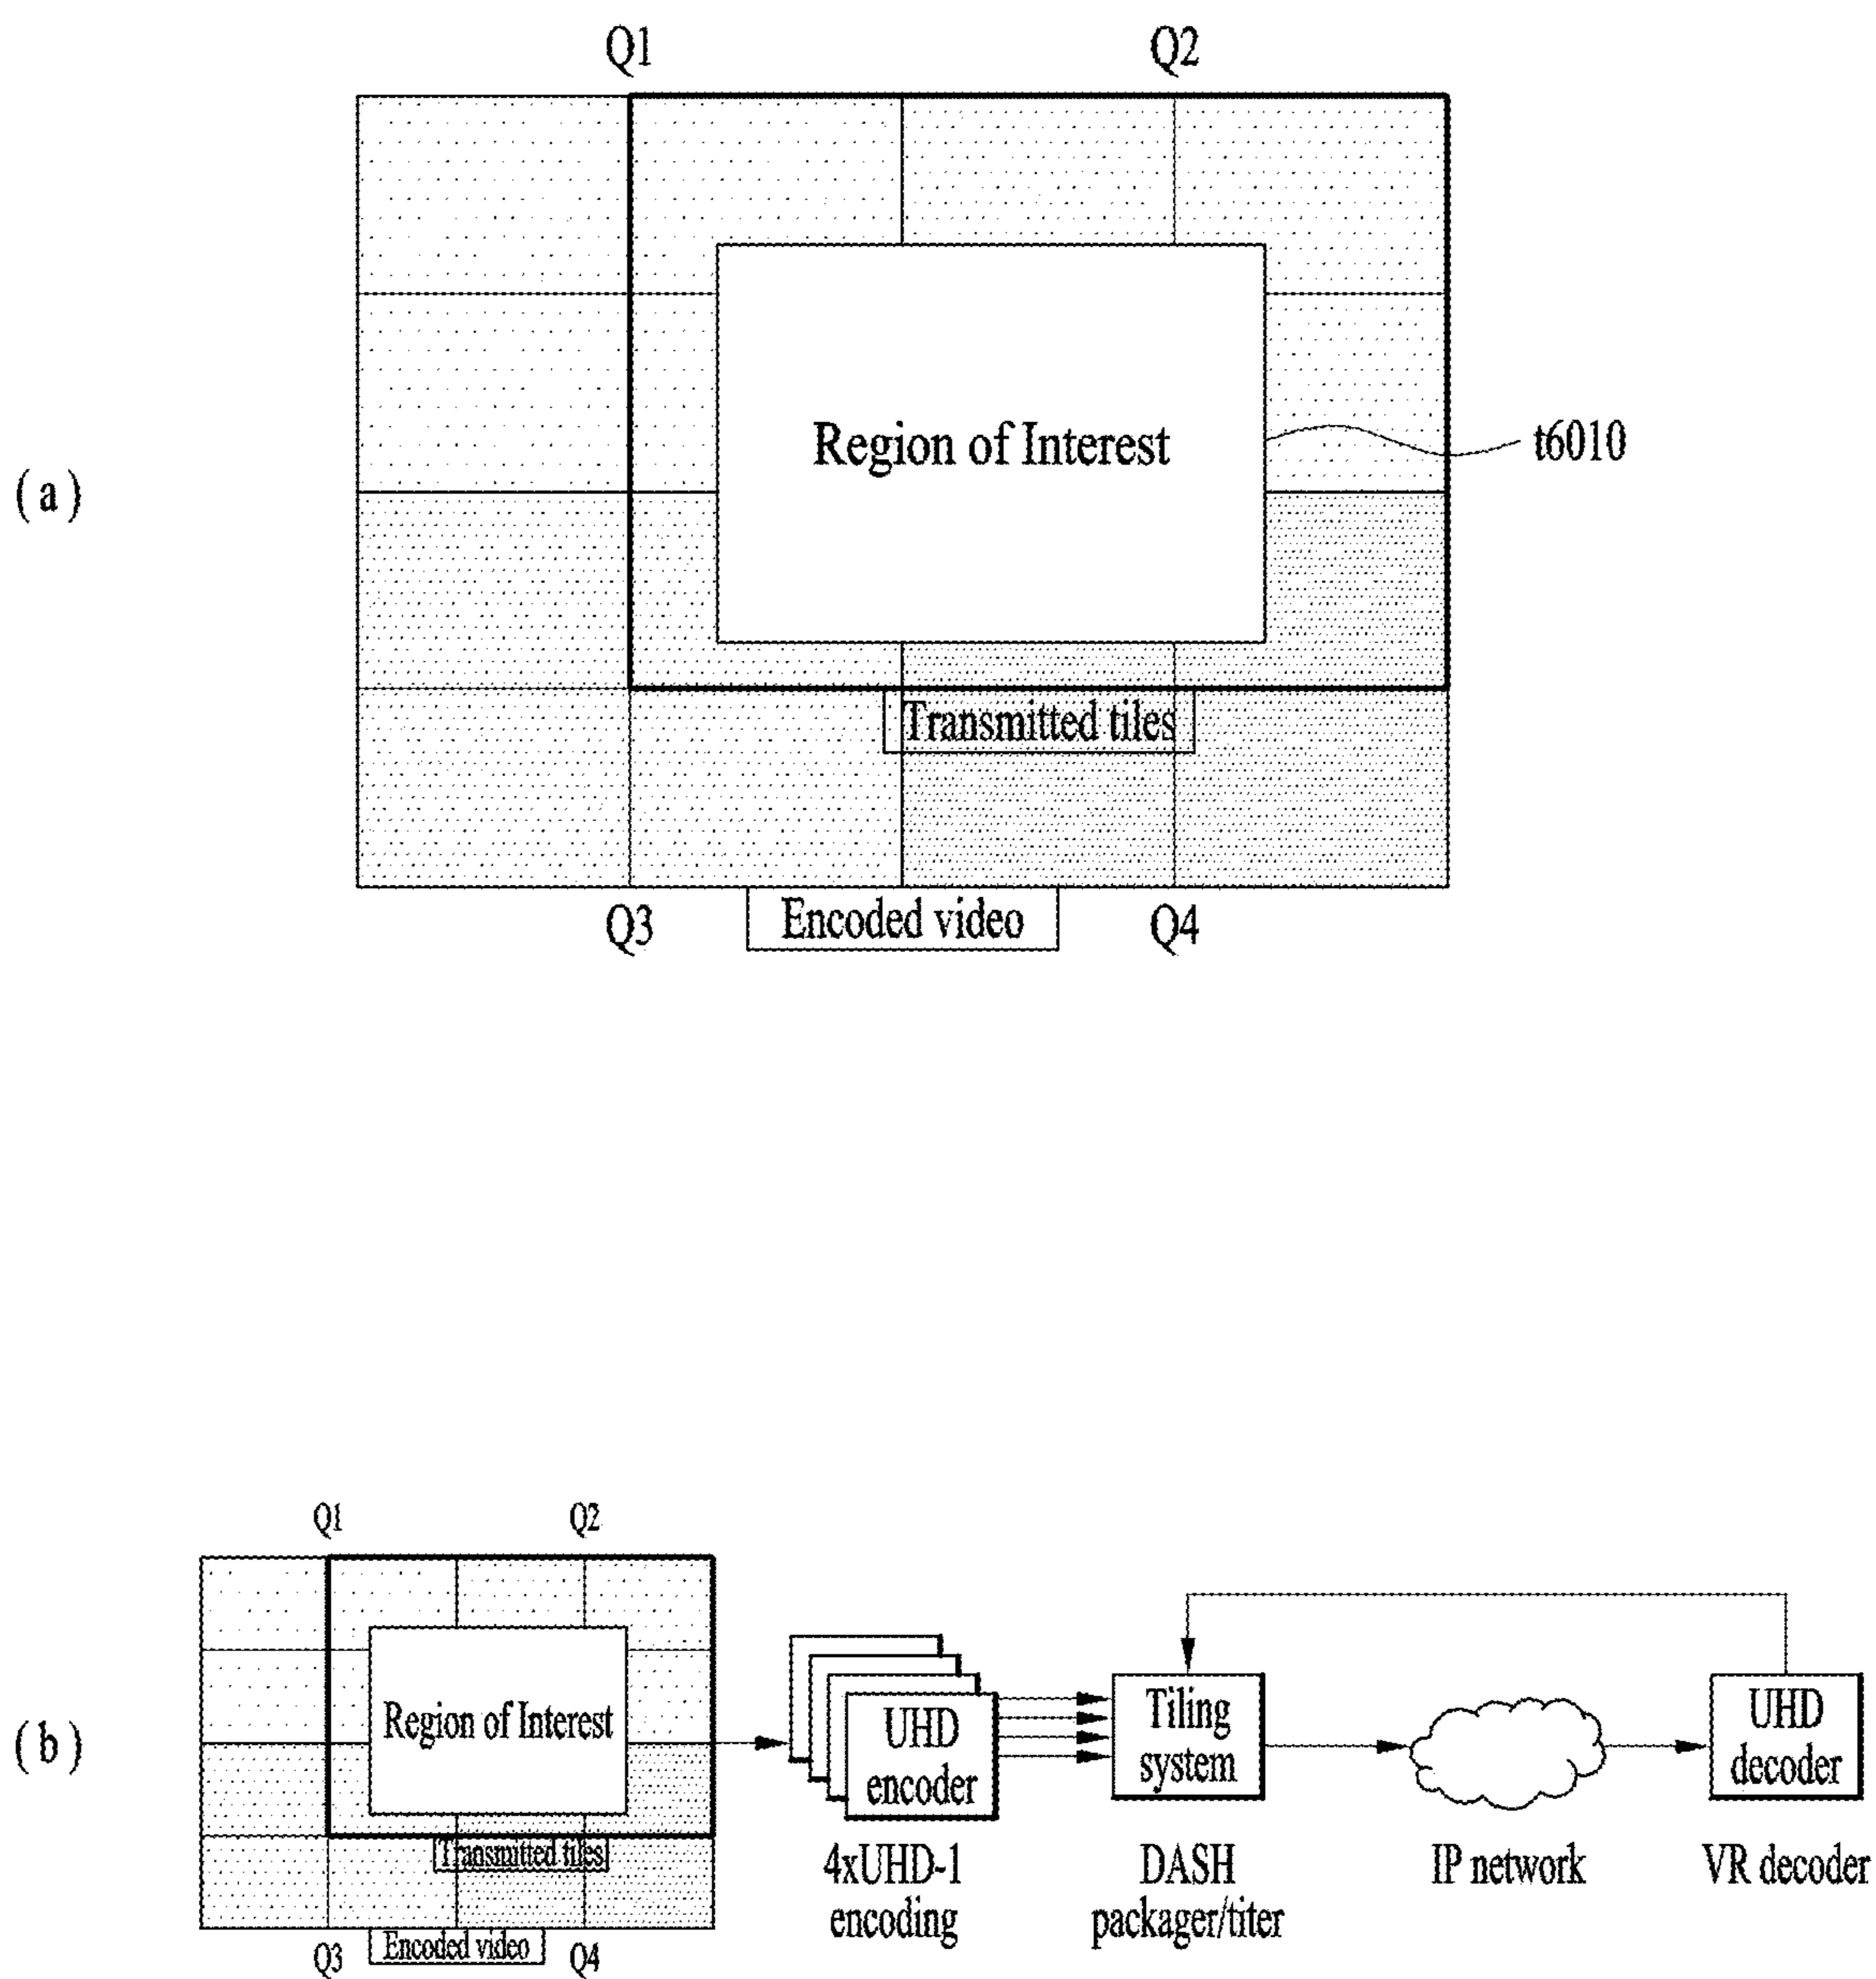 Q1 Q2
Region of Interest
t6010
(a)
Transmitted tiles
Encoded video
Q3 Q4
Q1 Q2
(b)
Region of Interest
Transmitted tiles
Encoded video
Q3 Q4
UHD
encoder
4xUHD-1
encoding
Tiling
system
DASH
packager/titer
IP network
UHD
decoder
VR decoder